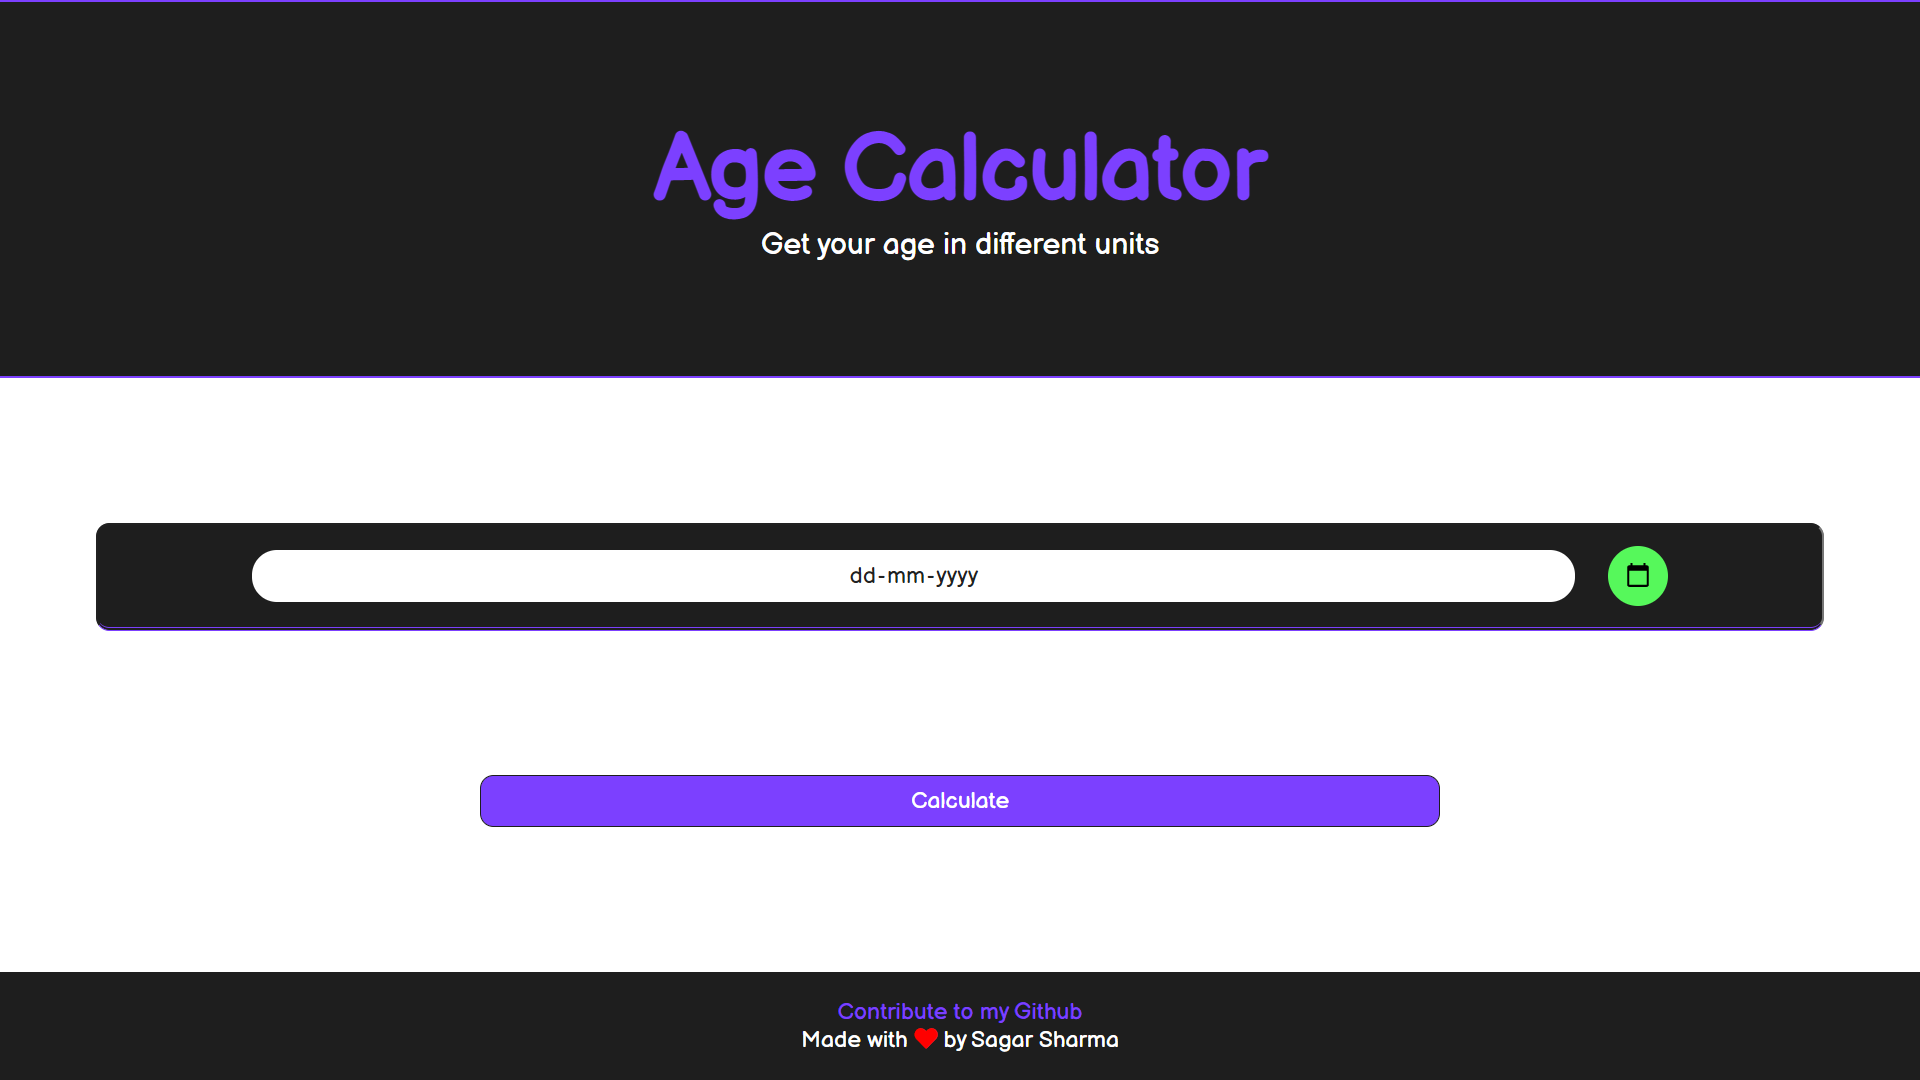 Age Calculator
Get your age in different units
dd-mm-yyyy
Calculate
Contribute to my Github
Made with ❤ by Sagar Sharma